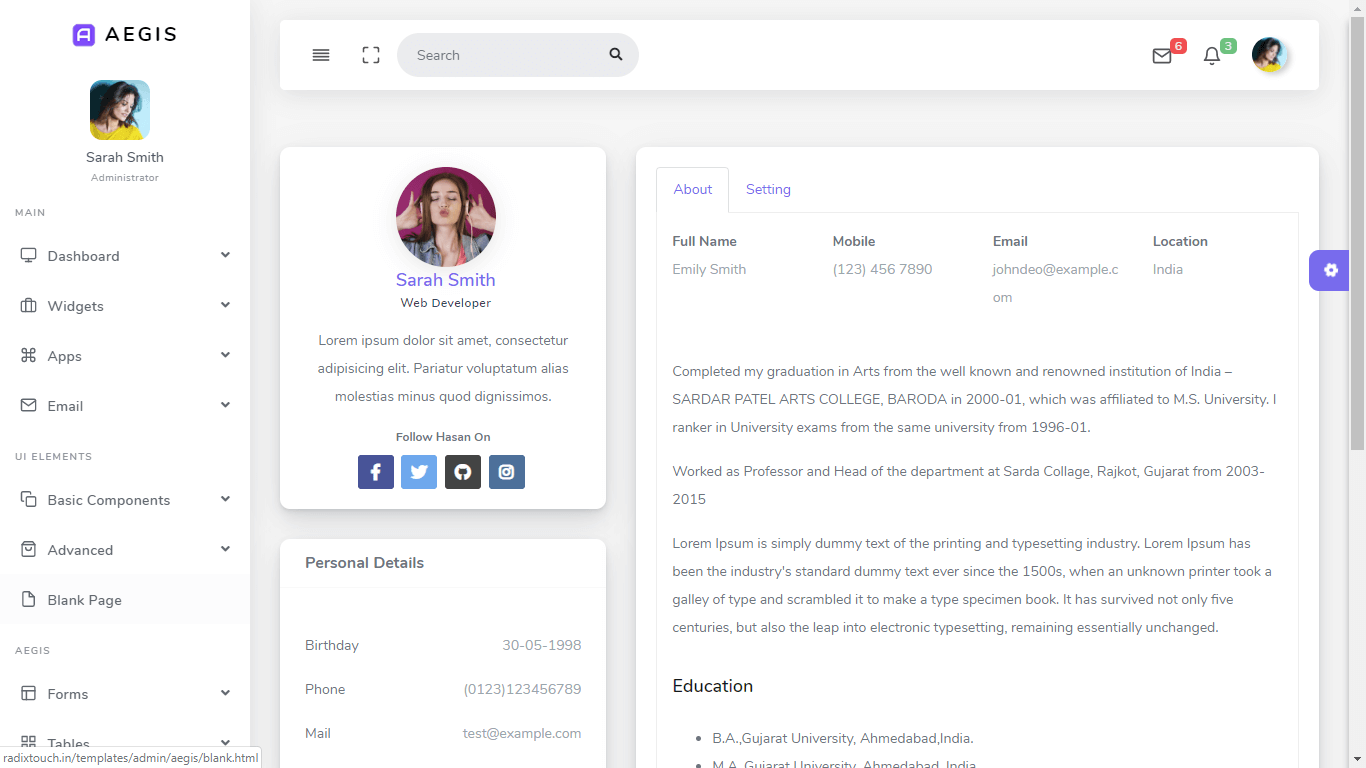 AEGIS
Sarah Smith
Administrator
MAIN
Dashboard
Widgets
Apps
Email
UI ELEMENTS
Basic Components
Advanced
Blank Page
AEGIS
Forms
Tables
radixtouch.in/templates/admin/aegis/blank.html
Search
6
3
Sarah Smith
Web Developer
Lorem ipsum dolor sit amet, consectetur
adipisicing elit. Pariatur voluptatum alias
molestias minus quod dignissimos.
Follow Hasan On
Personal Details
Birthday 30-05-1998
Phone (0123)123456789
Mail test@example.com
About Setting
Full Name Mobile Email Location
Emily Smith (123) 456 7890 johndeo@example.c India
om
Completed my graduation in Arts from the well known and renowned institution of India –
SARDAR PATEL ARTS COLLEGE, BARODA in 2000-01, which was affiliated to M.S. University. I
ranker in University exams from the same university from 1996-01.
Worked as Professor and Head of the department at Sarda Collage, Rajkot, Gujarat from 2003-
2015
Lorem Ipsum is simply dummy text of the printing and typesetting industry. Lorem Ipsum has
been the industry's standard dummy text ever since the 1500s, when an unknown printer took a
galley of type and scrambled it to make a type specimen book. It has survived not only five
centuries, but also the leap into electronic typesetting, remaining essentially unchanged.
Education
B.A.,Gujarat University, Ahmedabad,India.
M.A.,Gujarat University, Ahmedabad, India.